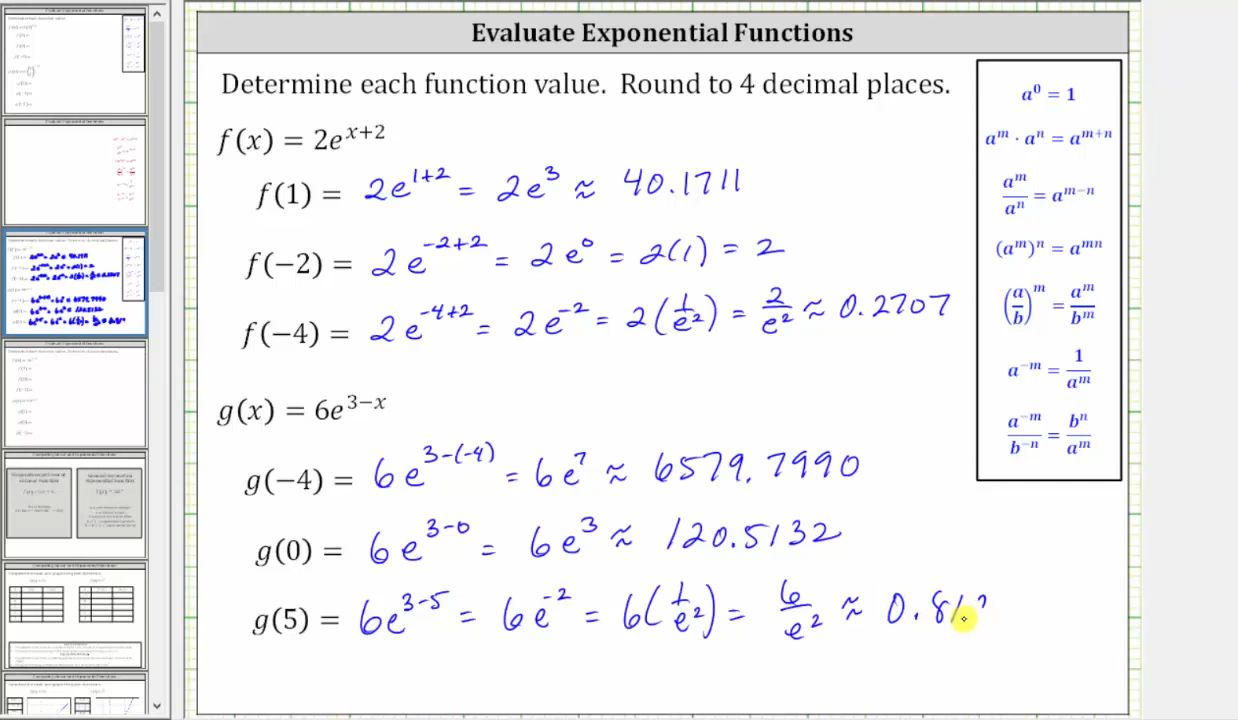 Evaluate Exponential Functions
Determine each function value. Round to 4 decimal places.
f(x) = 2e^{x+2}
f(1) = 2e^{1+2} = 2e^3 ≈ 40.1711
f(−2) = 2e^{-2+2} = 2e^0 = 2(1) = 2
f(−4) = 2e^{-4+2} = 2e^{-2} = 2(1/e^2) = 2/e^2 ≈ 0.2707
g(x) = 6e^{3−x}
g(−4) = 6e^{3-(-4)} = 6e^7 ≈ 6579.7990
g(0) = 6e^{3-0} = 6e^3 ≈ 120.5132
g(5) = 6e^{3-5} = 6e^{-2} = 6(1/e^2) = 6/e^2 ≈ 0.81
a^0 = 1
a^m · a^n = a^{m+n}
a^m/a^n = a^{m−n}
(a^m)^n = a^{mn}
(a/b)^m = a^m/b^m
a^{−m} = 1/a^m
a^{−m}/b^{−n} = b^n/a^m